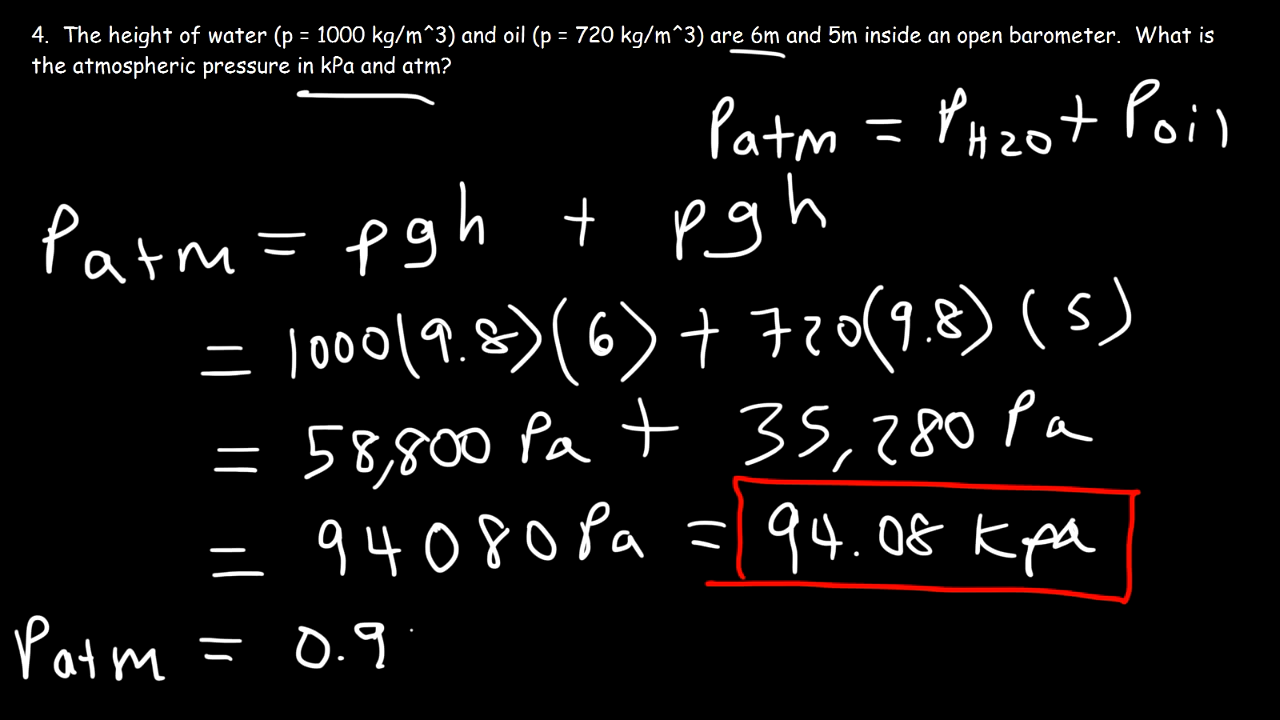 4. The height of water (p = 1000 kg/m^3) and oil (p = 720 kg/m^3) are 6m and 5m inside an open barometer. What is
the atmospheric pressure in kPa and atm?
Patm = PH2O + Poil
Patm = ρgh + ρgh
= 1000(9.8)(6) + 720(9.8)(5)
= 58,800 Pa + 35,280 Pa
= 94080 Pa = 94.08 kPa
Patm = 0.9